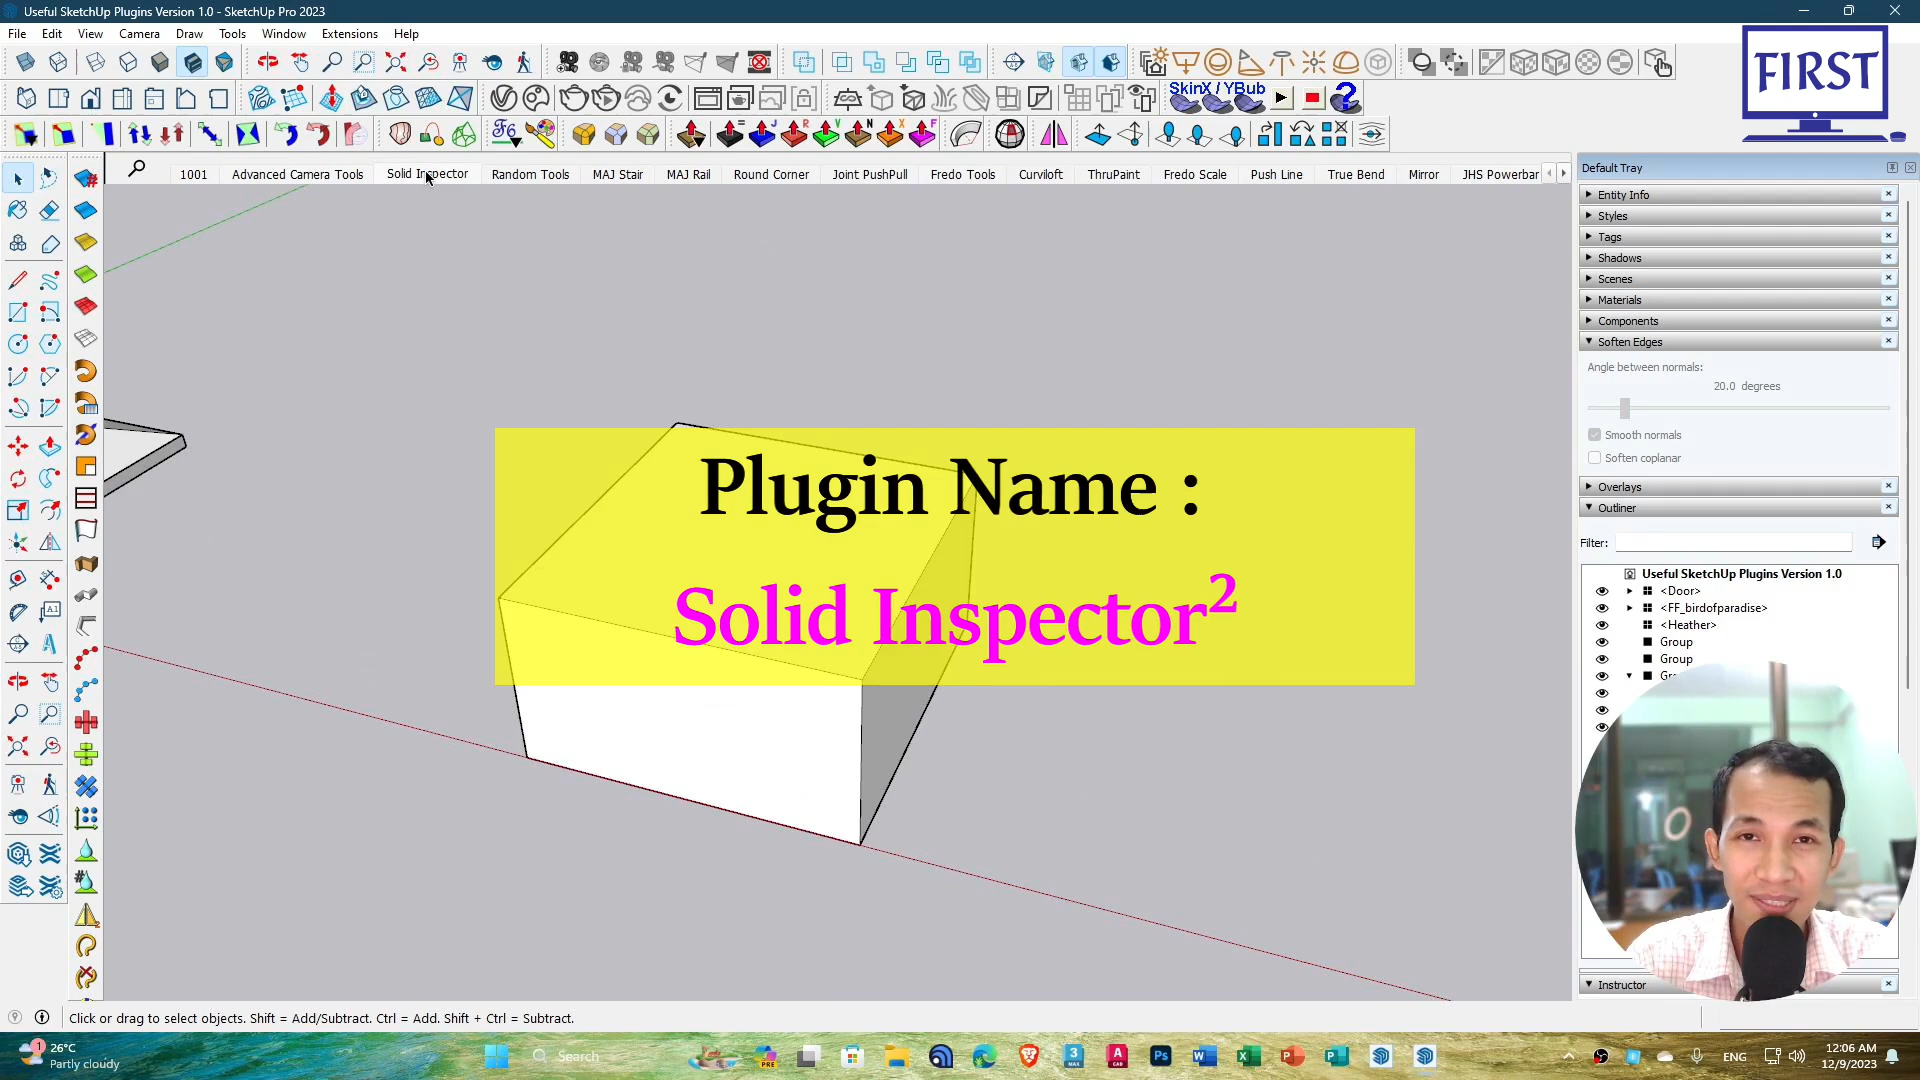 Useful SketchUp Plugins Version 1.0 - SketchUp Pro 2023
File Edit View Camera Draw Tools Window Extensions Help
FIRST
SkinX / YBub
1001 Advanced Camera Tools Solid Inspector Random Tools MAJ Stair MAJ Rail Round Corner Joint PushPull Fredo Tools Curviloft ThruPaint Fredo Scale Push Line True Bend Mirror JHS Powerbar
Default Tray
Entity Info
Styles
Tags
Shadows
Scenes
Materials
Components
Soften Edges
Angle between normals:
20.0 degrees
Smooth normals
Soften coplanar
Overlays
Outliner
Filter:
Useful SketchUp Plugins Version 1.0
<Door>
<FF_birdofparadise>
<Heather>
Group
Group
Instructor
Plugin Name :
Solid Inspector²
Click or drag to select objects. Shift = Add/Subtract. Ctrl = Add. Shift + Ctrl = Subtract.
26°C
Partly cloudy
Search
ENG
12:06 AM
12/9/2023